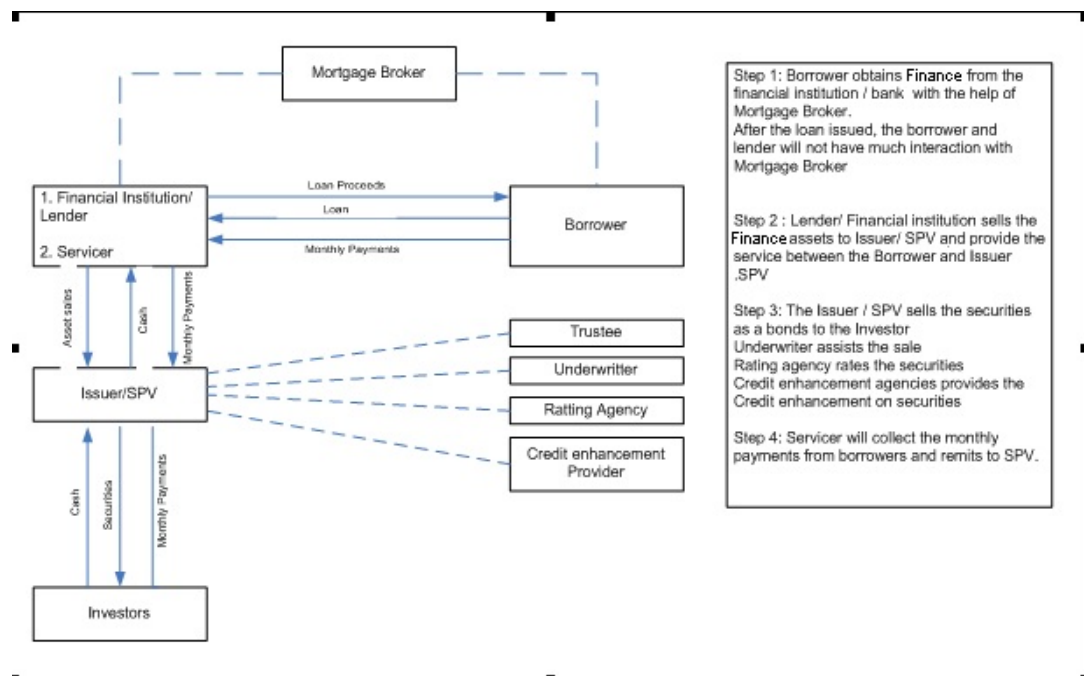 Mortgage Broker
1. Financial Institution/
Lender
2. Servicer
Loan Proceeds
Loan
Monthly Payments
Borrower
Asset sales
Cash
Monthly Payments
Issuer/SPV
Trustee
Underwritter
Ratting Agency
Credit enhancement
Provider
Cash
Securities
Monthly Payments
Investors
Step 1: Borrower obtains Finance from the
financial institution / bank with the help of
Mortgage Broker.
After the loan issued, the borrower and
lender will not have much interaction with
Mortgage Broker
Step 2 : Lender/ Financial institution sells the
Finance assets to Issuer/ SPV and provide the
service between the Borrower and Issuer
.SPV
Step 3: The Issuer / SPV sells the securities
as a bonds to the Investor
Underwriter assists the sale
Rating agency rates the securities
Credit enhancement agencies provides the
Credit enhancement on securities
Step 4: Servicer will collect the monthly
payments from borrowers and remits to SPV.